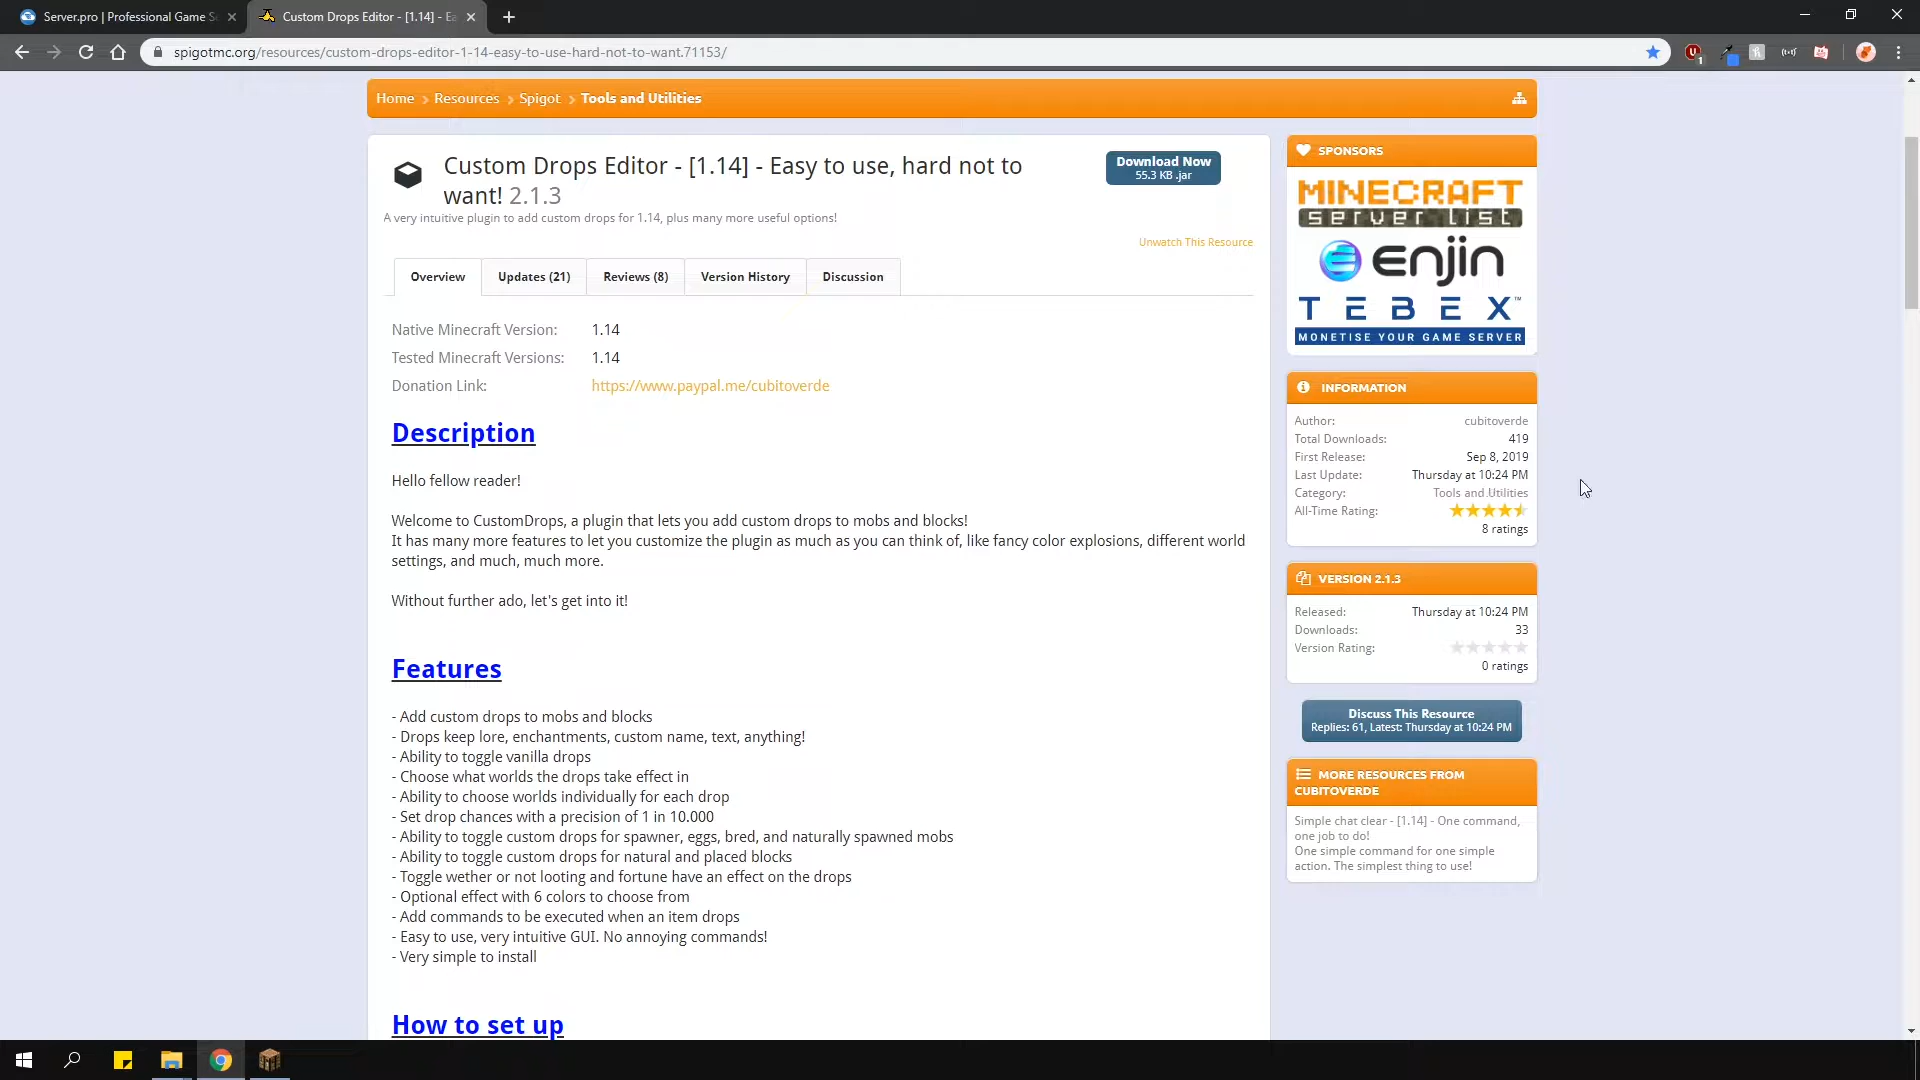 Server.pro | Professional Game S
Custom Drops Editor - [1.14] - Ea
spigotmc.org/resources/custom-drops-editor-1-14-easy-to-use-hard-not-to-want.71153/
Home
Resources
Spigot
Tools and Utilities
Custom Drops Editor - [1.14] - Easy to use, hard not to
want! 2.1.3
A very intuitive plugin to add custom drops for 1.14, plus many more useful options!
Download Now
55.3 KB .jar
Unwatch This Resource
Overview
Updates (21)
Reviews (8)
Version History
Discussion
Native Minecraft Version: 1.14
Tested Minecraft Versions: 1.14
Donation Link: https://www.paypal.me/cubitoverde
Description
Hello fellow reader!
Welcome to CustomDrops, a plugin that lets you add custom drops to mobs and blocks!
It has many more features to let you customize the plugin as much as you can think of, like fancy color explosions, different world
settings, and much, much more.
Without further ado, let's get into it!
Features
- Add custom drops to mobs and blocks
- Drops keep lore, enchantments, custom name, text, anything!
- Ability to toggle vanilla drops
- Choose what worlds the drops take effect in
- Ability to choose worlds individually for each drop
- Set drop chances with a precision of 1 in 10.000
- Ability to toggle custom drops for spawner, eggs, bred, and naturally spawned mobs
- Ability to toggle custom drops for natural and placed blocks
- Toggle wether or not looting and fortune have an effect on the drops
- Optional effect with 6 colors to choose from
- Add commands to be executed when an item drops
- Easy to use, very intuitive GUI. No annoying commands!
- Very simple to install
How to set up
SPONSORS
MINECRAFT
server list
enjin
TEBEX™
MONETISE YOUR GAME SERVER
INFORMATION
Author: cubitoverde
Total Downloads: 419
First Release: Sep 8, 2019
Last Update: Thursday at 10:24 PM
Category: Tools and Utilities
All-Time Rating:
8 ratings
VERSION 2.1.3
Released: Thursday at 10:24 PM
Downloads: 33
Version Rating:
0 ratings
Discuss This Resource
Replies: 61, Latest: Thursday at 10:24 PM
MORE RESOURCES FROM
CUBITOVERDE
Simple chat clear - [1.14] - One command,
one job to do!
One simple command for one simple
action. The simplest thing to use!